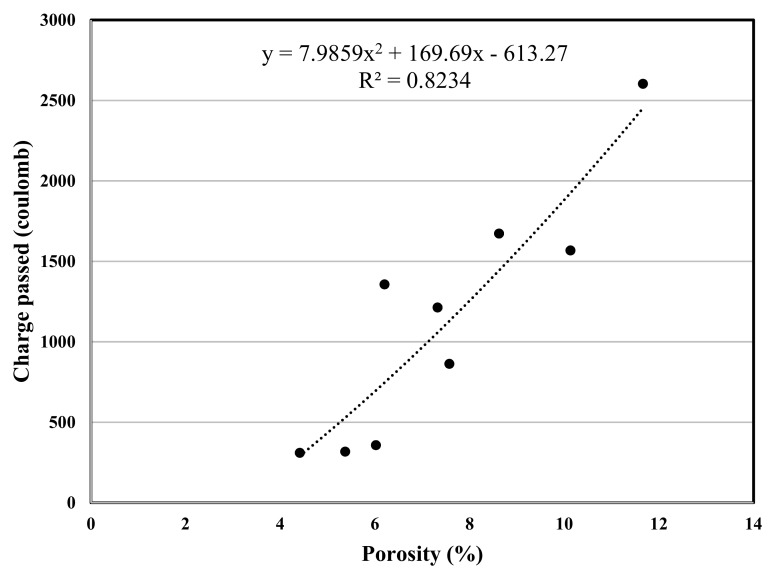 y = 7.9859x² + 169.69x - 613.27
R² = 0.8234
3000
2500
2000
1500
1000
500
0
Charge passed (coulomb)
0 2 4 6 8 10 12 14
Porosity (%)